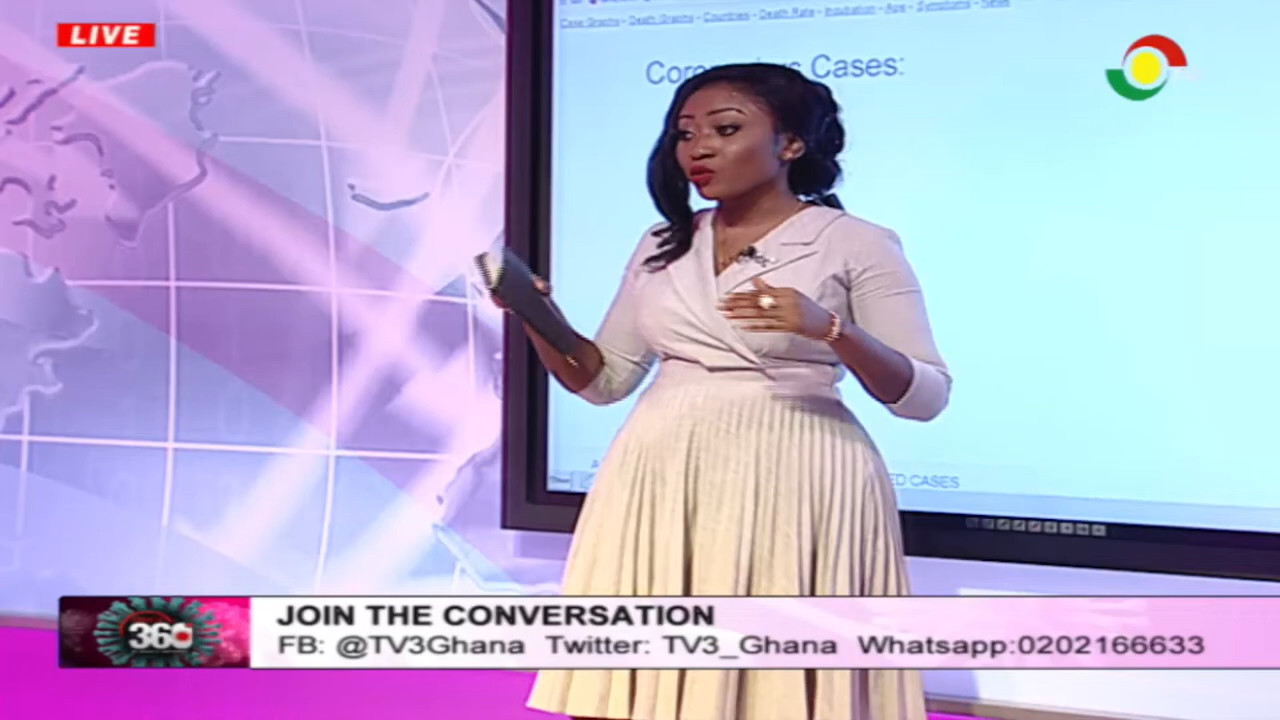 LIVE
Case Graphs - Death Graphs - Countries - Death Rate - Incubation - Age - Symptoms - News
Cases:
ED CASES
360
JOIN THE CONVERSATION
FB: @TV3Ghana Twitter: TV3_Ghana Whatsapp:0202166633